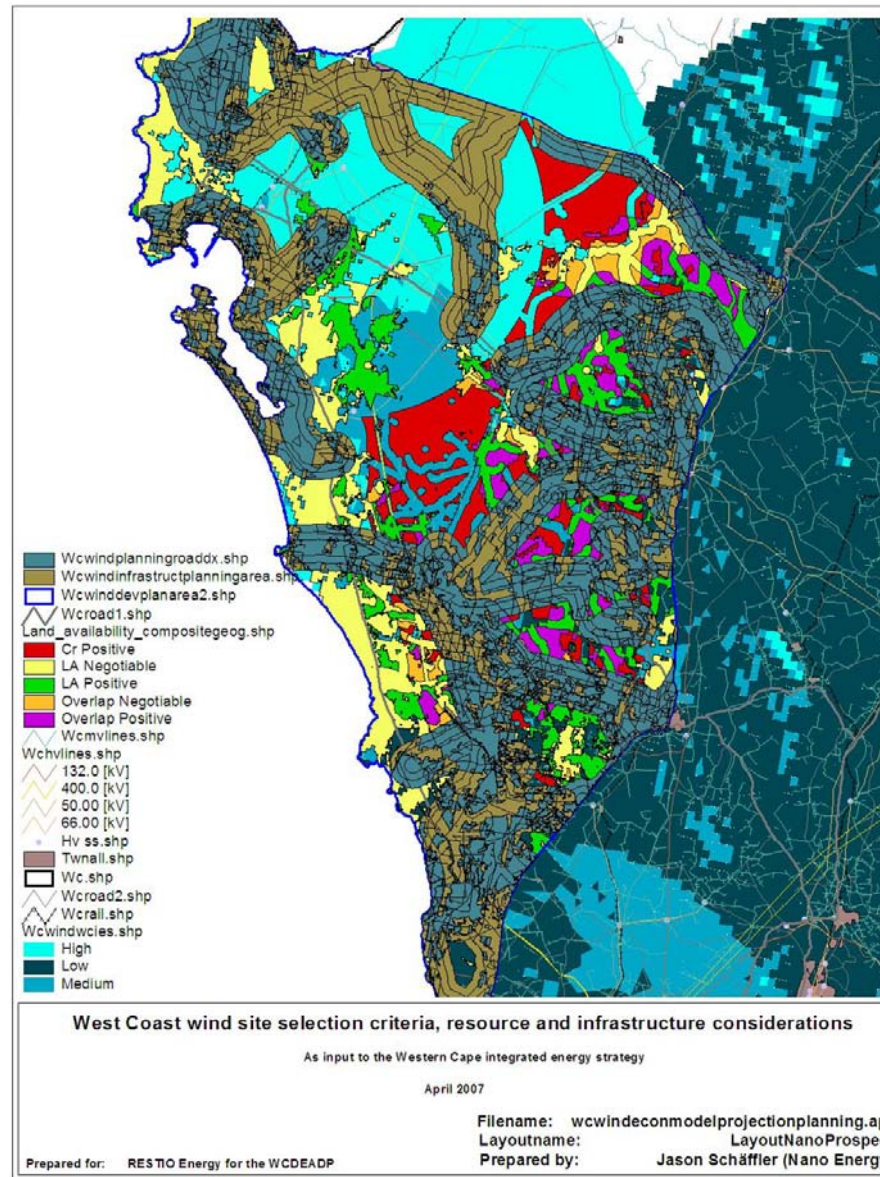 Wcwindplanningroaddx.shp
Wcwindinfrastructplanningarea.shp
Wcwinddevplanarea2.shp
Wcroad1.shp
Land_availability_compositegeog.shp
Cr Positive
LA Negotiable
LA Positive
Overlap Negotiable
Overlap Positive
Wcmvlines.shp
Wchvlines.shp
132.0 [kV]
400.0 [kV]
50.00 [kV]
66.00 [kV]
Hv ss.shp
Twnall.shp
Wc.shp
Wcroad2.shp
Wcrail.shp
Wcwindwcies.shp
High
Low
Medium
West Coast wind site selection criteria, resource and infrastructure considerations
As input to the Western Cape integrated energy strategy
April 2007
Filename: wcwindeconmodelprojectionplanning.ap
Layoutname: LayoutNanoProspe
Prepared for: RESTIO Energy for the WCDEADP
Prepared by: Jason Schäffler (Nano Energy